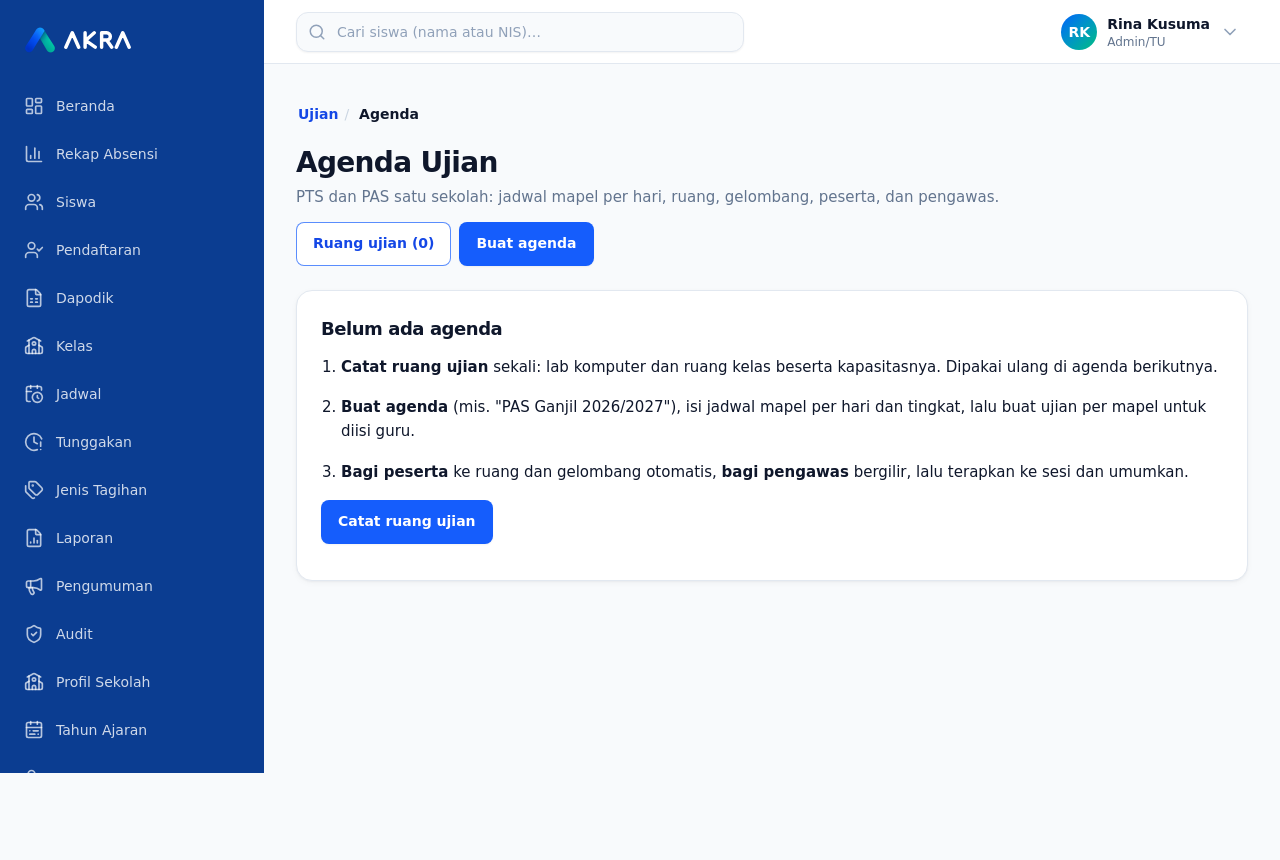 AKRA
Cari siswa (nama atau NIS)...
RK
Rina Kusuma
Admin/TU
Beranda
Rekap Absensi
Siswa
Pendaftaran
Dapodik
Kelas
Jadwal
Tunggakan
Jenis Tagihan
Laporan
Pengumuman
Audit
Profil Sekolah
Tahun Ajaran
Ujian / Agenda
Agenda Ujian
PTS dan PAS satu sekolah: jadwal mapel per hari, ruang, gelombang, peserta, dan pengawas.
Ruang ujian (0)
Buat agenda
Belum ada agenda
1. Catat ruang ujian sekali: lab komputer dan ruang kelas beserta kapasitasnya. Dipakai ulang di agenda berikutnya.
2. Buat agenda (mis. "PAS Ganjil 2026/2027"), isi jadwal mapel per hari dan tingkat, lalu buat ujian per mapel untuk
diisi guru.
3. Bagi peserta ke ruang dan gelombang otomatis, bagi pengawas bergilir, lalu terapkan ke sesi dan umumkan.
Catat ruang ujian